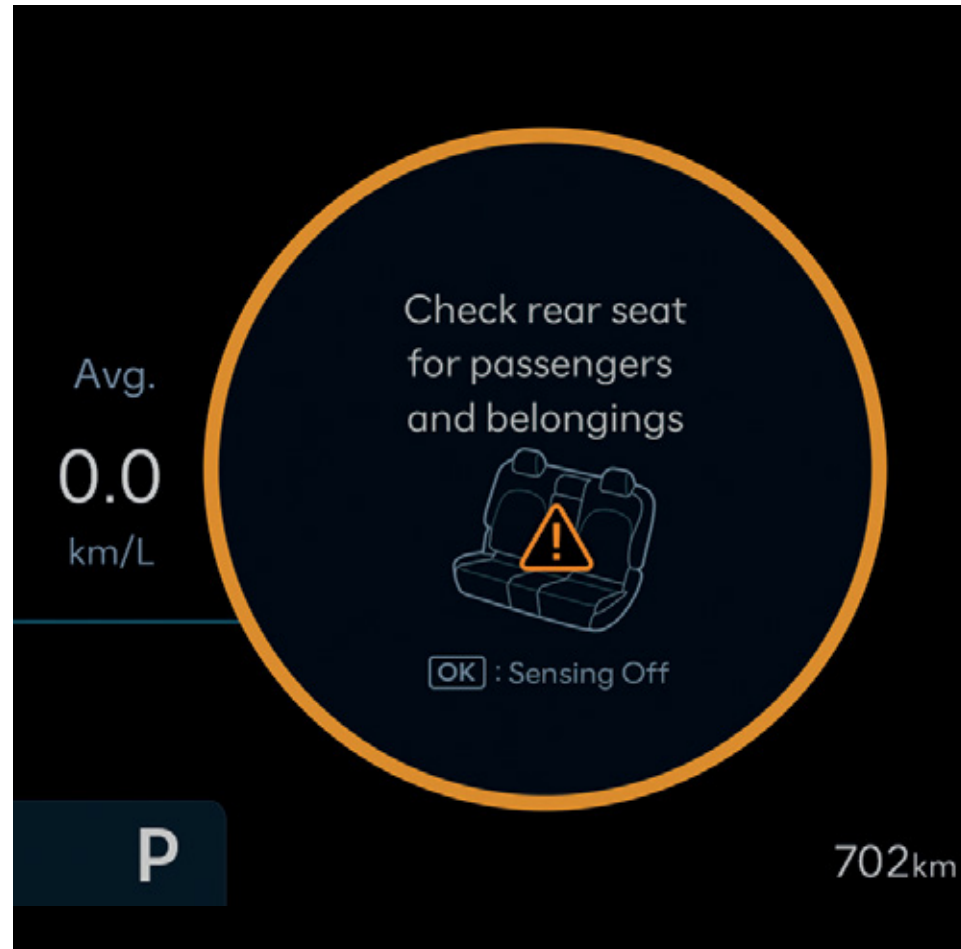 Check rear seat
for passengers
and belongings
Avg.
0.0
km/L
OK : Sensing Off
P
702km